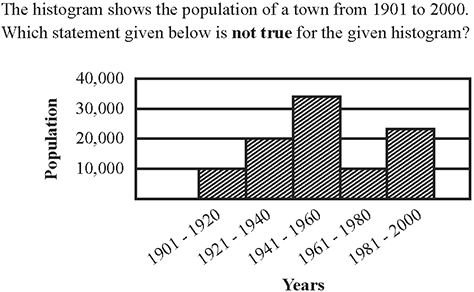 The histogram shows the population of a town from 1901 to 2000.
Which statement given below is not true for the given histogram?
40,000
30,000
20,000
10,000
Population
1901 - 1920
1921 - 1940
1941 - 1960
1961 - 1980
1981 - 2000
Years